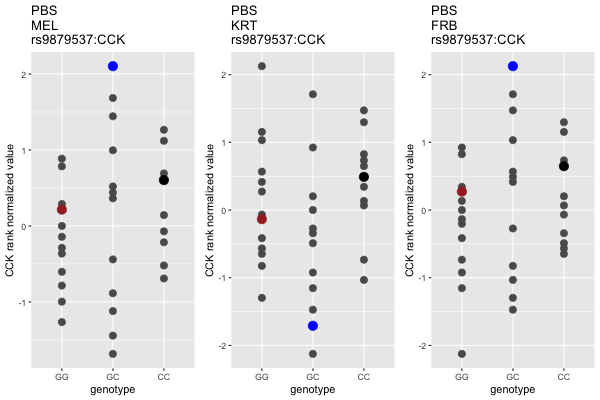 PBS
MEL
rs9879537:CCK
CCK rank normalized value
2
1
0
-1
GG GC CC
genotype
PBS
KRT
rs9879537:CCK
CCK rank normalized value
2
1
0
-1
-2
GG GC CC
genotype
PBS
FRB
rs9879537:CCK
CCK rank normalized value
2
1
0
-1
-2
GG GC CC
genotype